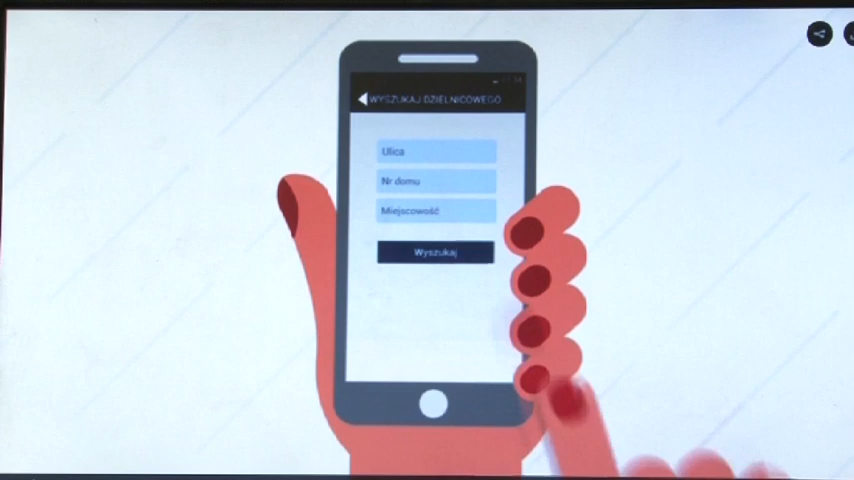 WYSZUKAJ DZIELNICOWEGO
Ulica
Nr domu
Miejscowość
Wyszukaj